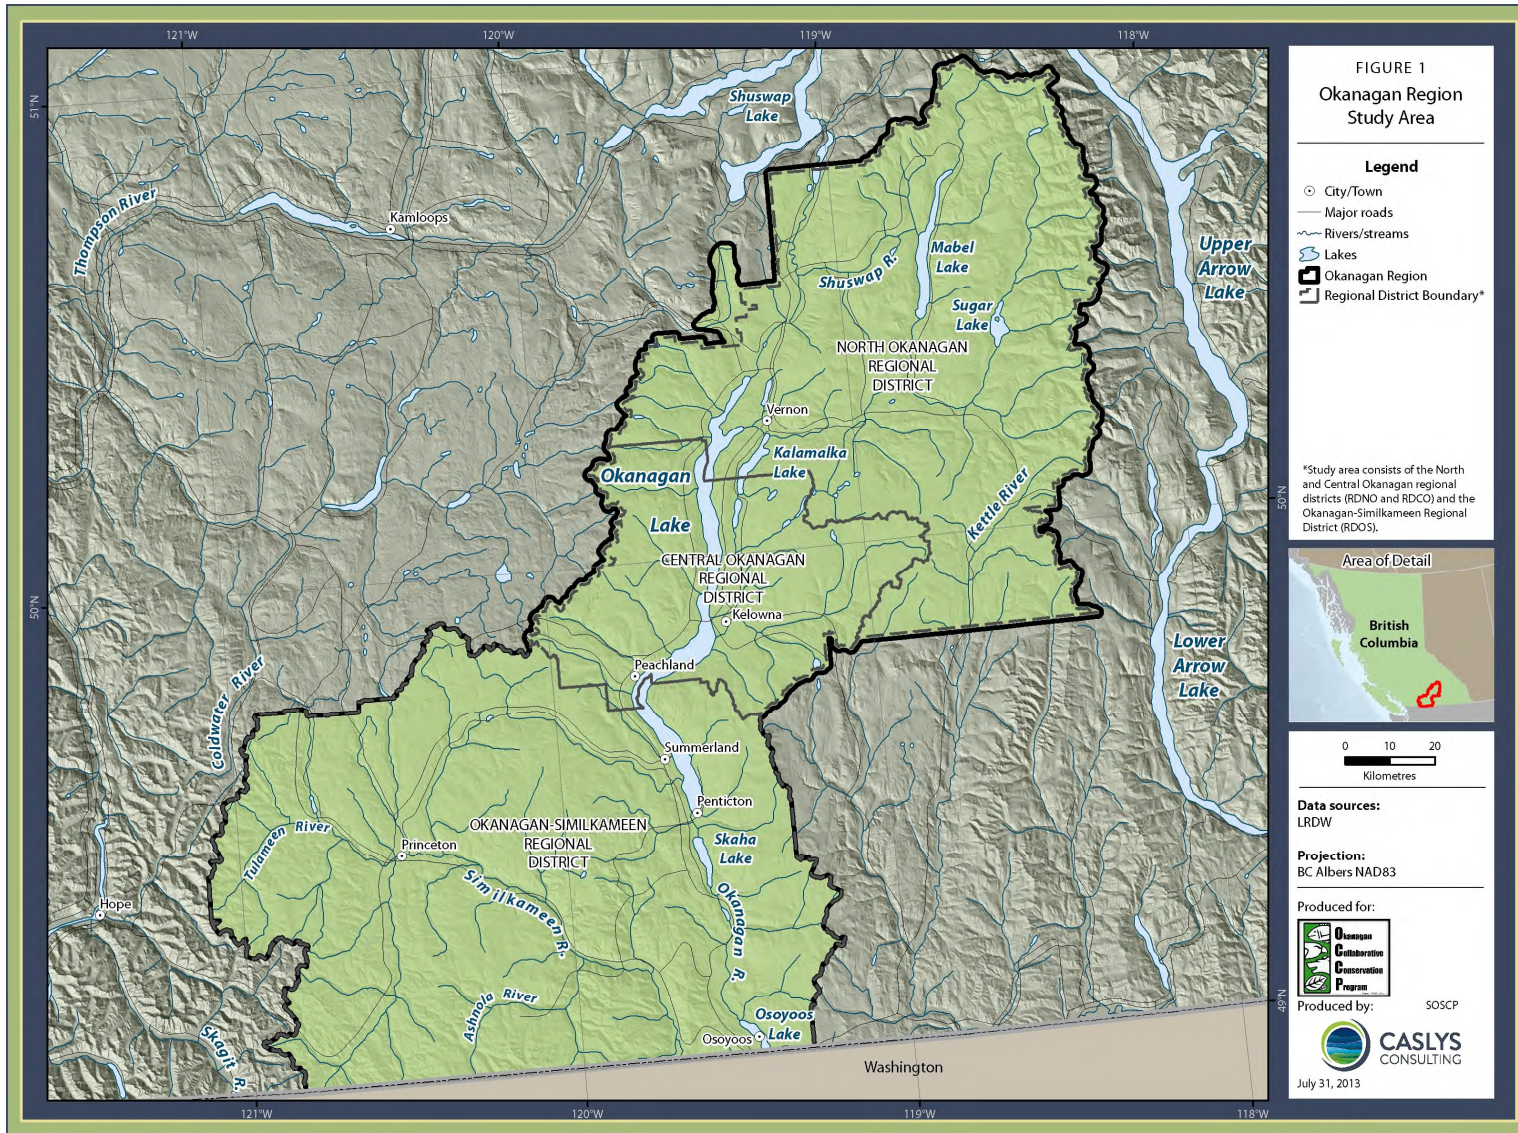 121°W
120°W
119°W
118°W
51°N
50°N
50°N
49°N
121°W
120°W
119°W
118°W
Shuswap
Lake
Thompson River
Kamloops
Mabel
Lake
Shuswap R.
Sugar
Lake
Upper
Arrow
Lake
NORTH OKANAGAN
REGIONAL
DISTRICT
Vernon
Kalamalka
Lake
Okanagan
Lake
Kettle River
CENTRAL OKANAGAN
REGIONAL
DISTRICT
Kelowna
Peachland
Lower
Arrow
Lake
Coldwater River
Summerland
Penticton
OKANAGAN-SIMILKAMEEN
REGIONAL
DISTRICT
Tulameen River
Princeton
Skaha
Lake
Similkameen R.
Okanagan R.
Hope
Ashnola River
Skagit R.
Osoyoos
Lake
Osoyoos
Washington
FIGURE 1
Okanagan Region
Study Area
Legend
City/Town
Major roads
Rivers/streams
Lakes
Okanagan Region
Regional District Boundary*
*Study area consists of the North
and Central Okanagan regional
districts (RDNO and RDCO) and the
Okanagan-Similkameen Regional
District (RDOS).
Area of Detail
British
Columbia
0 10 20
Kilometres
Data sources:
LRDW
Projection:
BC Albers NAD83
Produced for:
Okanagan
Collaborative
Conservation
Program
Produced by: SOSCP
CASLYS
CONSULTING
July 31, 2013